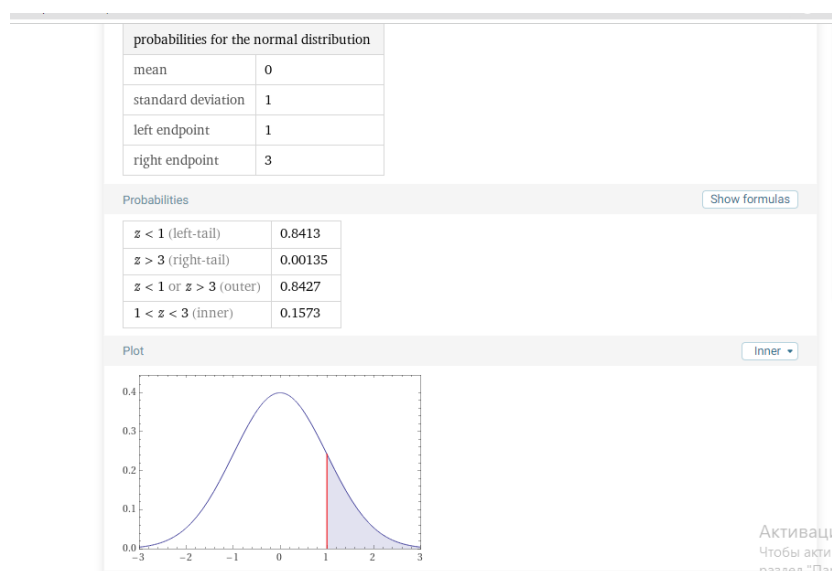 probabilities for the normal distribution
mean 0
standard deviation 1
left endpoint 1
right endpoint 3
Probabilities Show formulas
z < 1 (left-tail) 0.8413
z > 3 (right-tail) 0.00135
z < 1 or z > 3 (outer) 0.8427
1 < z < 3 (inner) 0.1573
Plot Inner
0.4
0.3
0.2
0.1
0.0
−3 −2 −1 0 1 2 3
Активаци
Чтобы акти
раздел "Па